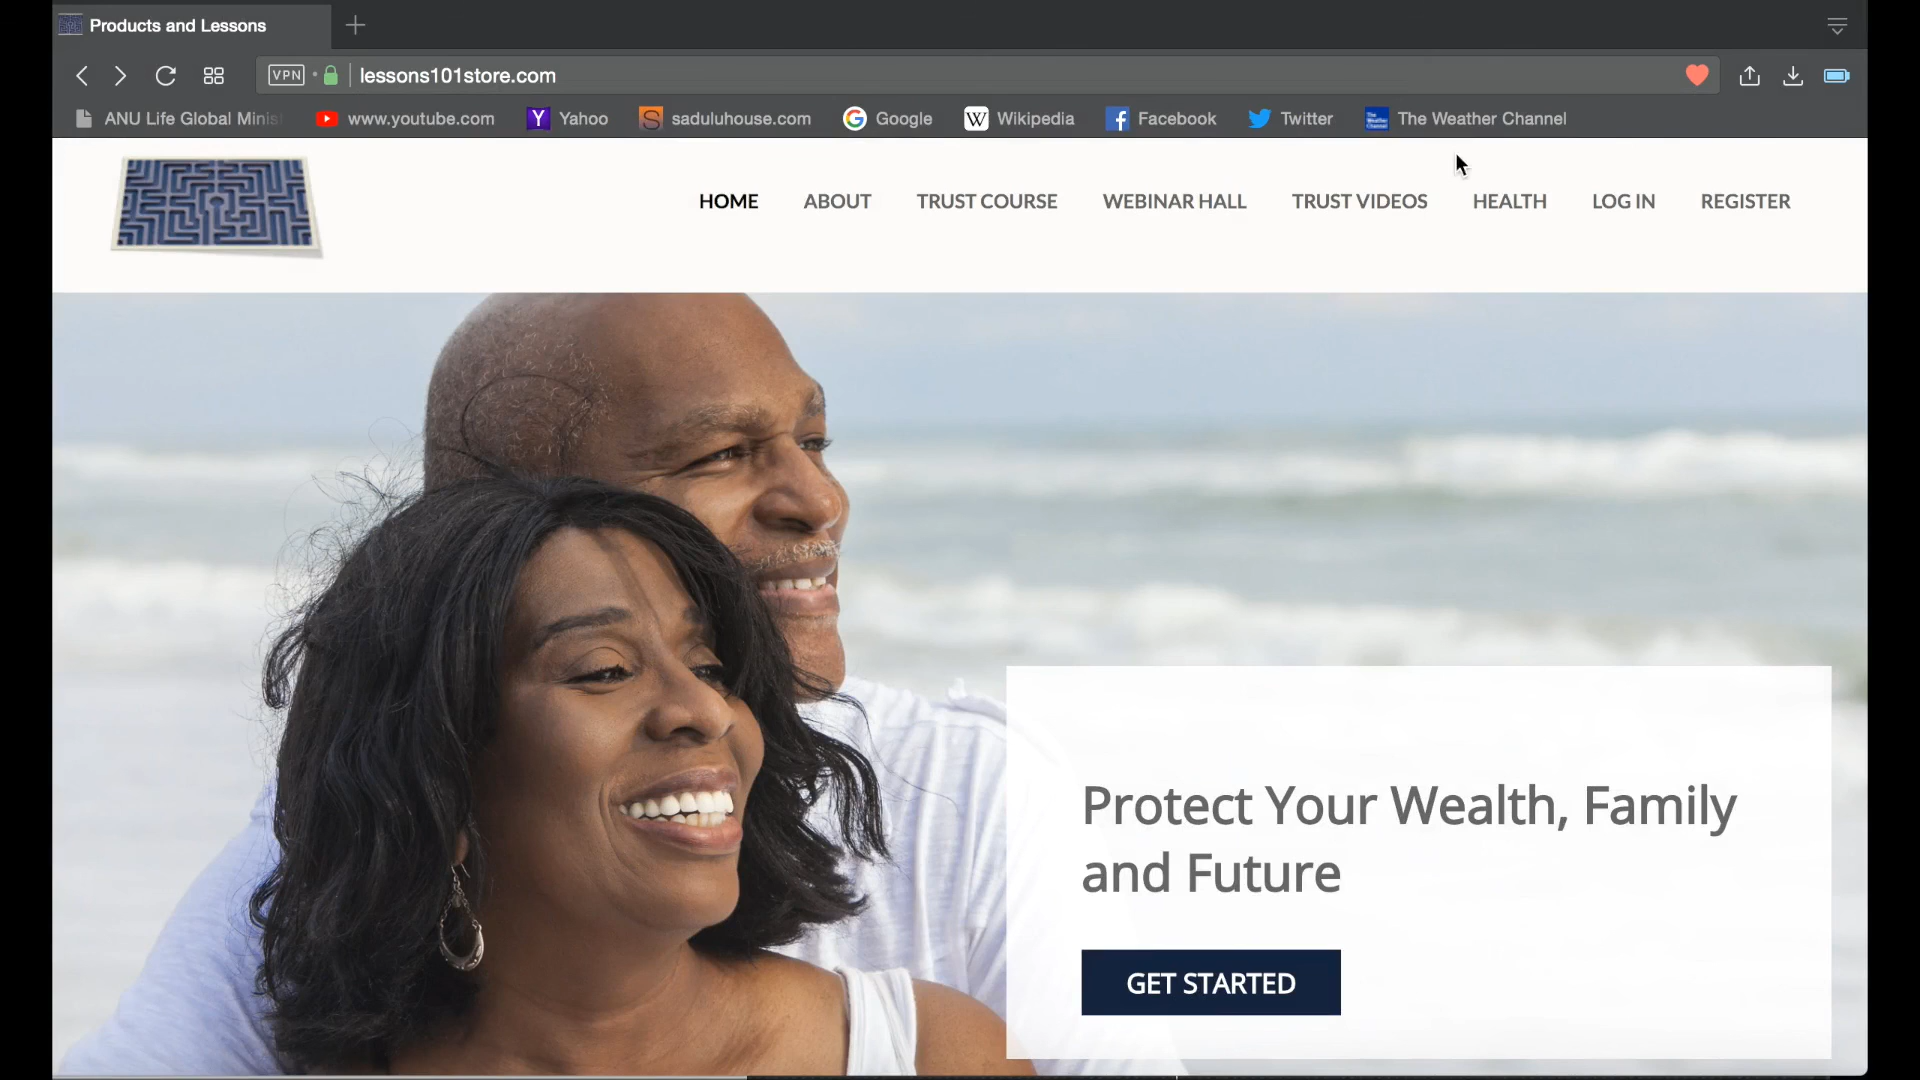 Products and Lessons
VPN lessons101store.com
ANU Life Global Minis www.youtube.com Yahoo saduluhouse.com Google Wikipedia Facebook Twitter The Weather Channel
HOME ABOUT TRUST COURSE WEBINAR HALL TRUST VIDEOS HEALTH LOG IN REGISTER
Protect Your Wealth, Family
and Future
GET STARTED